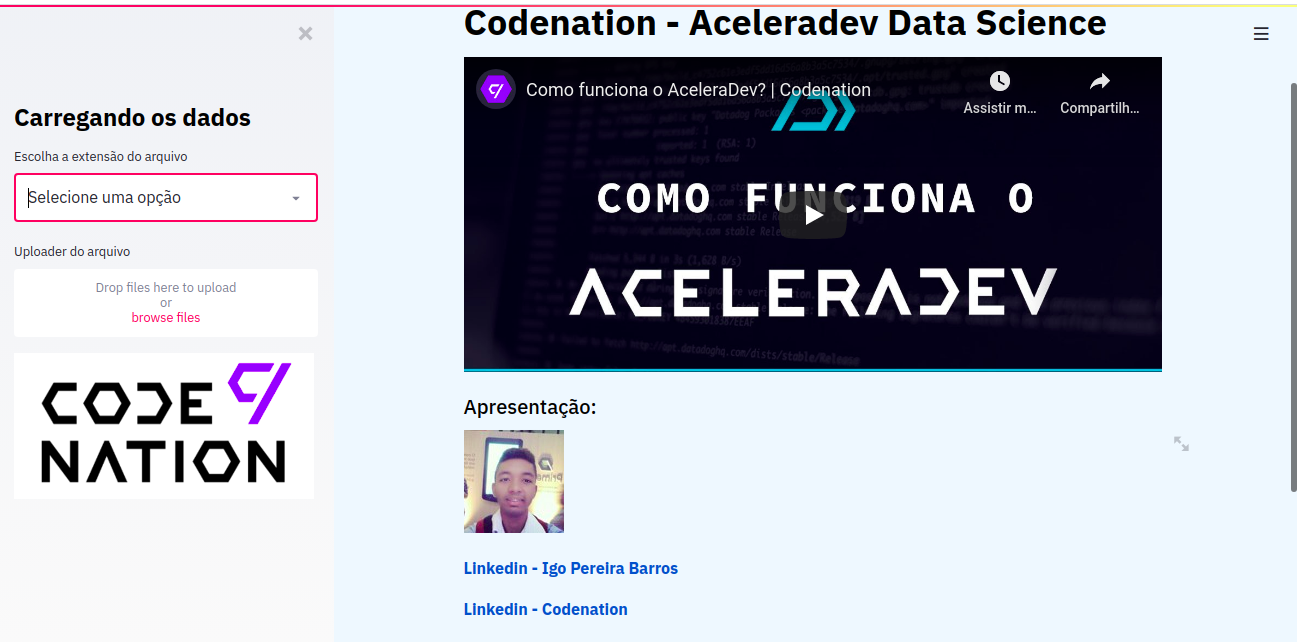 Carregando os dados
Escolha a extensão do arquivo
Selecione uma opção
Uploader do arquivo
Drop files here to upload
or
browse files
CODE
NATION
Codenation - Aceleradev Data Science
Como funciona o AceleraDev? | Codenation
Assistir m...
Compartilh...
COMO FUNCIONA O
ACELERADEV
Apresentação:
Linkedin - Igo Pereira Barros
Linkedin - Codenation